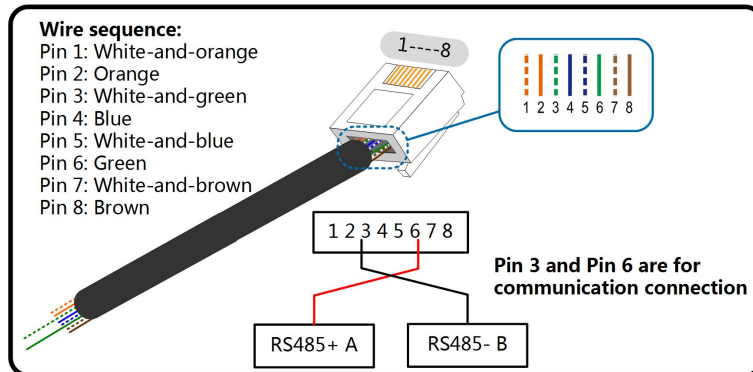 Wire sequence:
Pin 1: White-and-orange
Pin 2: Orange
Pin 3: White-and-green
Pin 4: Blue
Pin 5: White-and-blue
Pin 6: Green
Pin 7: White-and-brown
Pin 8: Brown
1----8
1 2 3 4 5 6 7 8
1 2 3 4 5 6 7 8
Pin 3 and Pin 6 are for
communication connection
RS485+ A
RS485- B